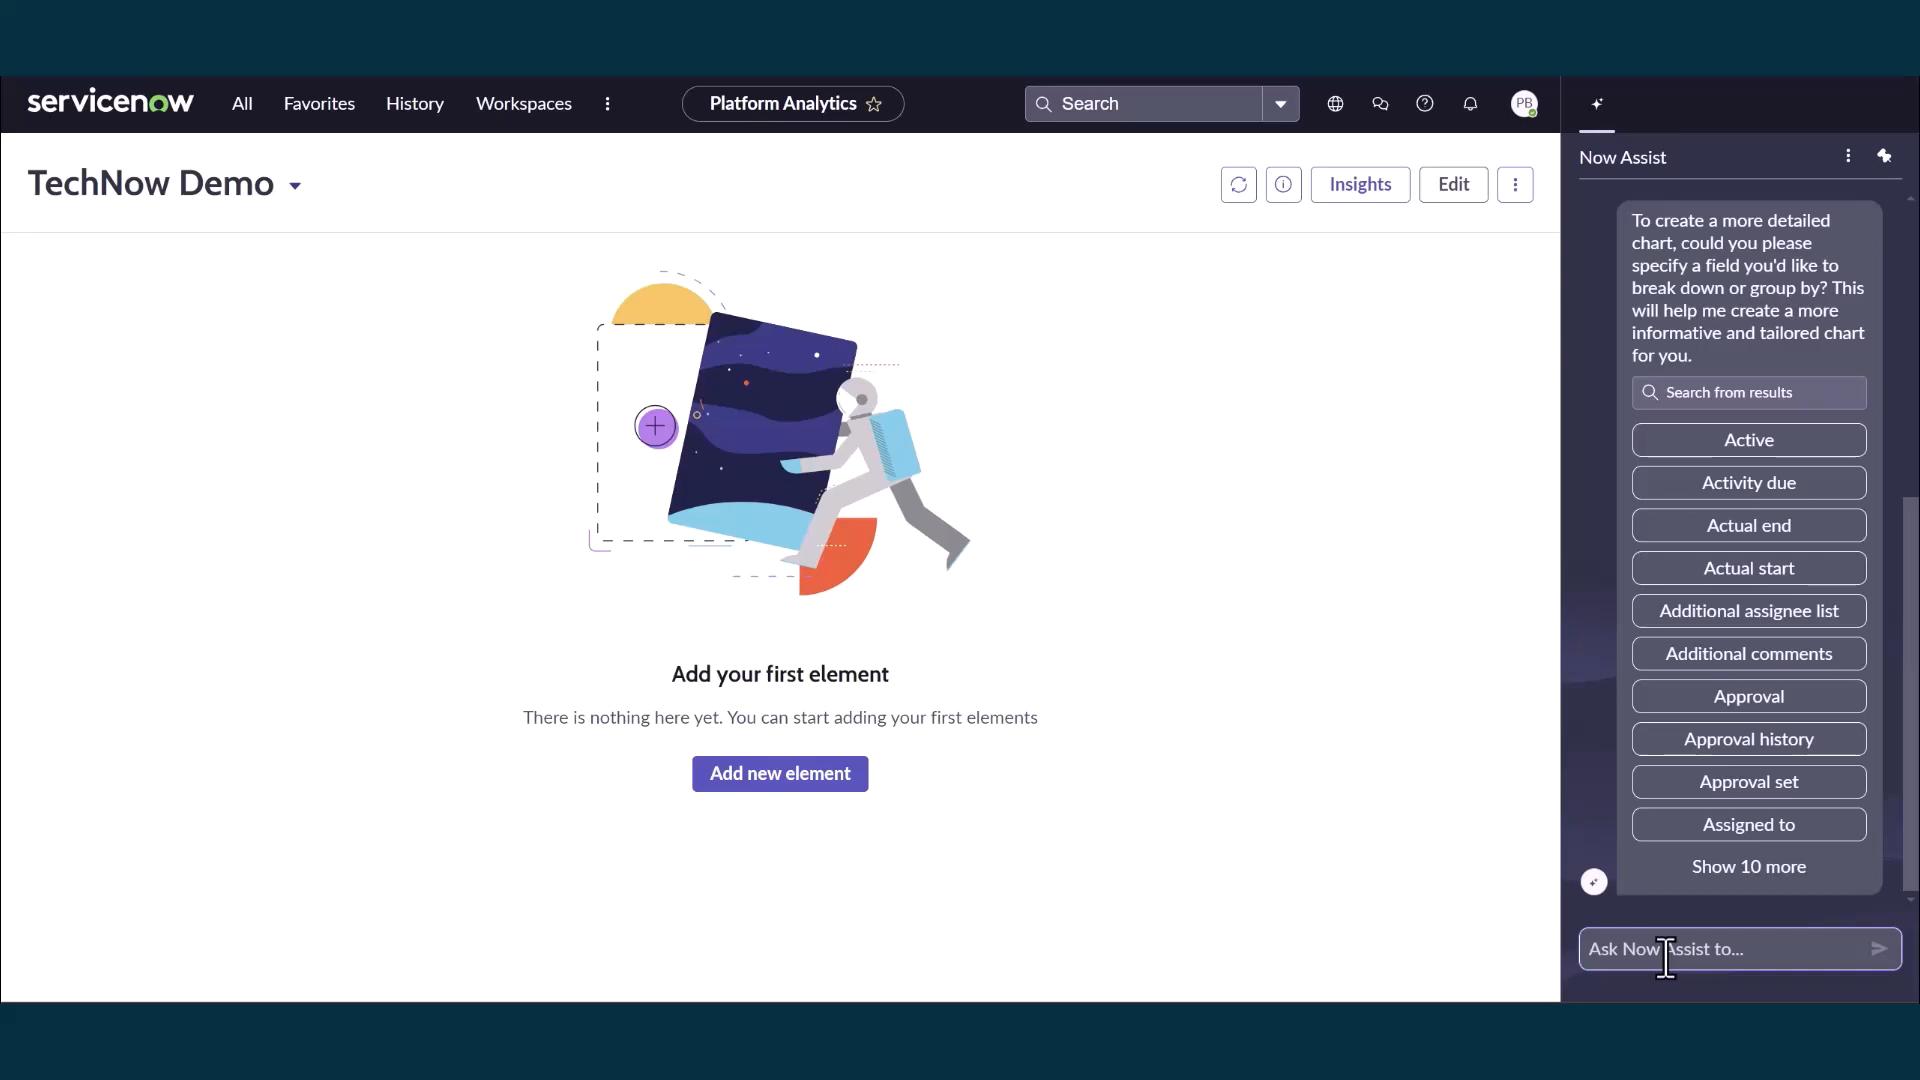 servicenow
All
Favorites
History
Workspaces
Platform Analytics
Search
PB
TechNow Demo
Insights
Edit
Add your first element
There is nothing here yet. You can start adding your first elements
Add new element
Now Assist
To create a more detailed
chart, could you please
specify a field you'd like to
break down or group by? This
will help me create a more
informative and tailored chart
for you.
Search from results
Active
Activity due
Actual end
Actual start
Additional assignee list
Additional comments
Approval
Approval history
Approval set
Assigned to
Show 10 more
Ask Now Assist to...